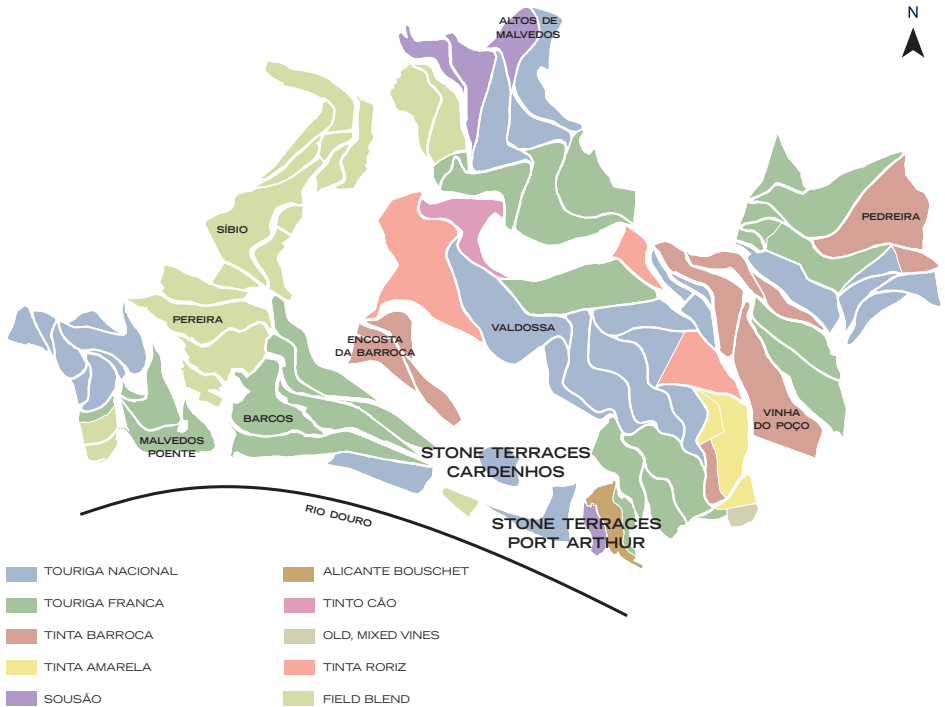 N
ALTOS DE
MALVEDOS
PEDREIRA
SÍBIO
PEREIRA
VALDOSSA
ENCOSTA
DA BARROCA
BARCOS
VINHA
DO POÇO
MALVEDOS
POENTE
STONE TERRACES
CARDENHOS
RIO DOURO
STONE TERRACES
PORT ARTHUR
TOURIGA NACIONAL
TOURIGA FRANCA
TINTA BARROCA
TINTA AMARELA
SOUSÃO
ALICANTE BOUSCHET
TINTO CÃO
OLD, MIXED VINES
TINTA RORIZ
FIELD BLEND